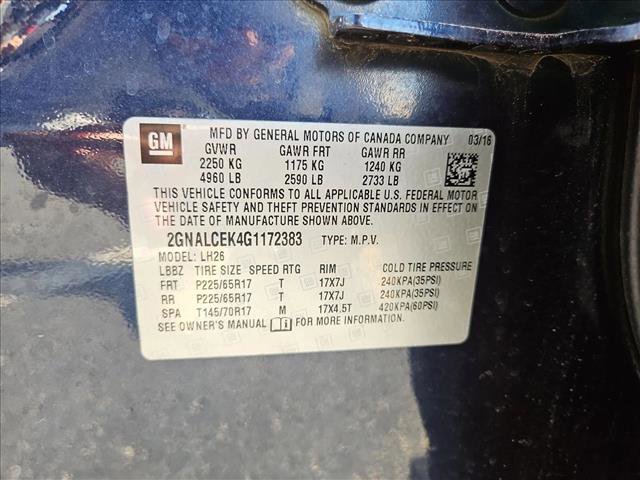 GM
MFD BY GENERAL MOTORS OF CANADA COMPANY 03/16
GVWR GAWR FRT GAWR RR
2250 KG 1175 KG 1240 KG
4960 LB 2590 LB 2733 LB
THIS VEHICLE CONFORMS TO ALL APPLICABLE U.S. FEDERAL MOTOR
VEHICLE SAFETY AND THEFT PREVENTION STANDARDS IN EFFECT ON
THE DATE OF MANUFACTURE SHOWN ABOVE.
2GNALCEK4G1172383 TYPE: M.P.V.
MODEL: LH26
LBBZ TIRE SIZE SPEED RTG RIM COLD TIRE PRESSURE
FRT P225/65R17 T 17X7J 240KPA(35PSI)
RR P225/65R17 T 17X7J 240KPA(35PSI)
SPA T145/70R17 M 17X4.5T 420KPA(60PSI)
SEE OWNER'S MANUAL FOR MORE INFORMATION.